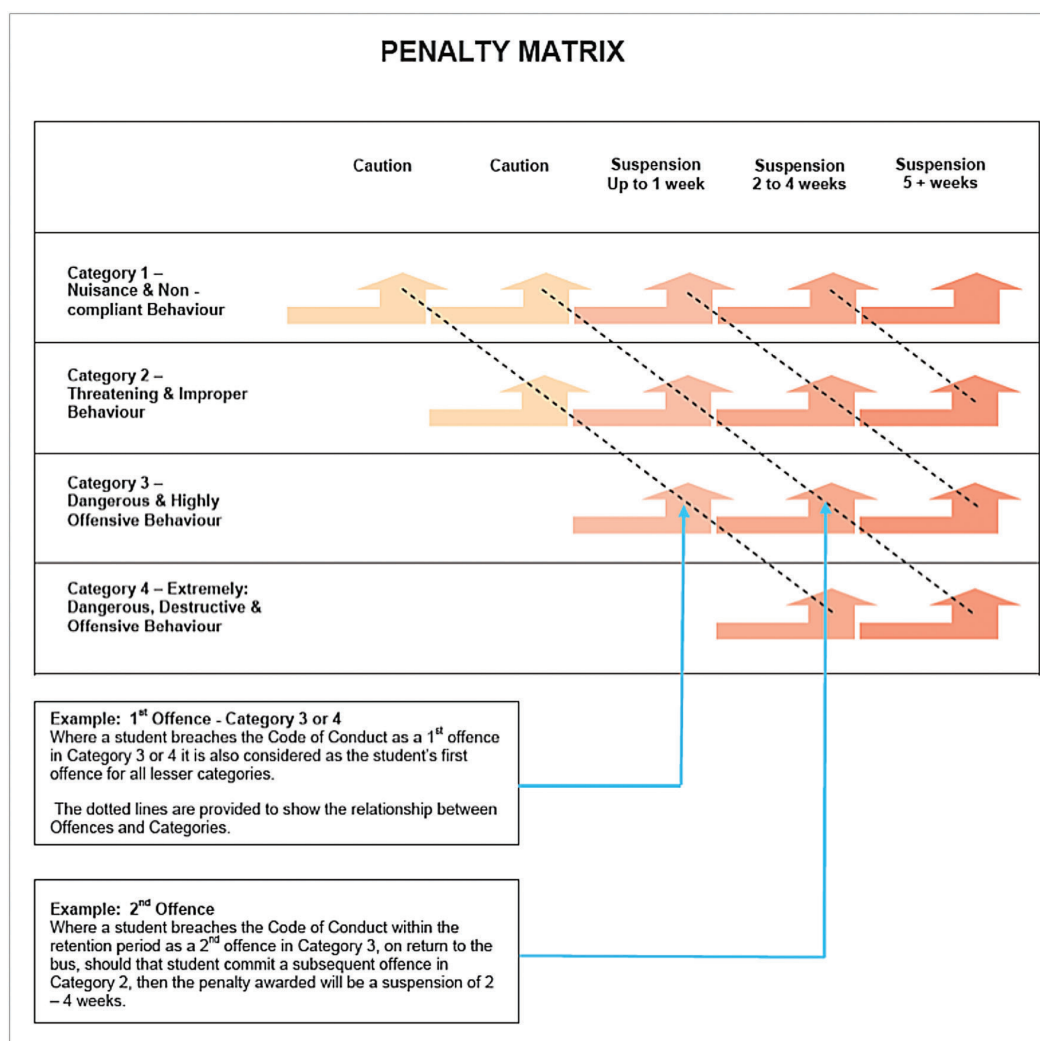 PENALTY MATRIX
Caution
Caution
Suspension
Up to 1 week
Suspension
2 to 4 weeks
Suspension
5 + weeks
Category 1 –
Nuisance & Non -
compliant Behaviour
Category 2 –
Threatening & Improper
Behaviour
Category 3 –
Dangerous & Highly
Offensive Behaviour
Category 4 – Extremely:
Dangerous, Destructive &
Offensive Behaviour
Example: 1st Offence - Category 3 or 4
Where a student breaches the Code of Conduct as a 1st offence
in Category 3 or 4 it is also considered as the student's first
offence for all lesser categories.
The dotted lines are provided to show the relationship between
Offences and Categories.
Example: 2nd Offence
Where a student breaches the Code of Conduct within the
retention period as a 2nd offence in Category 3, on return to the
bus, should that student commit a subsequent offence in
Category 2, then the penalty awarded will be a suspension of 2
– 4 weeks.